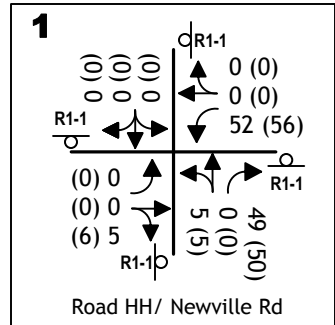 1
R1-1
0 (0)
0 (0)
52 (56)
0 (0)
0 (0)
0 (0)
R1-1
(0) 0
(0) 0
(6) 5
R1-1
5 (5)
0 (0)
49 (50)
R1-1
Road HH/ Newville Rd